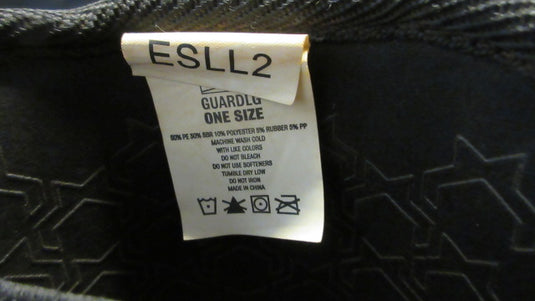 ESLL2
GUARDLG
ONE SIZE
50% PE 30% SBR 10% POLYESTER 5% RUBBER 5% PP
MACHINE WASH COLD
WITH LIKE COLORS
DO NOT BLEACH
DO NOT USE SOFTENERS
TUMBLE DRY LOW
DO NOT IRON
MADE IN CHINA